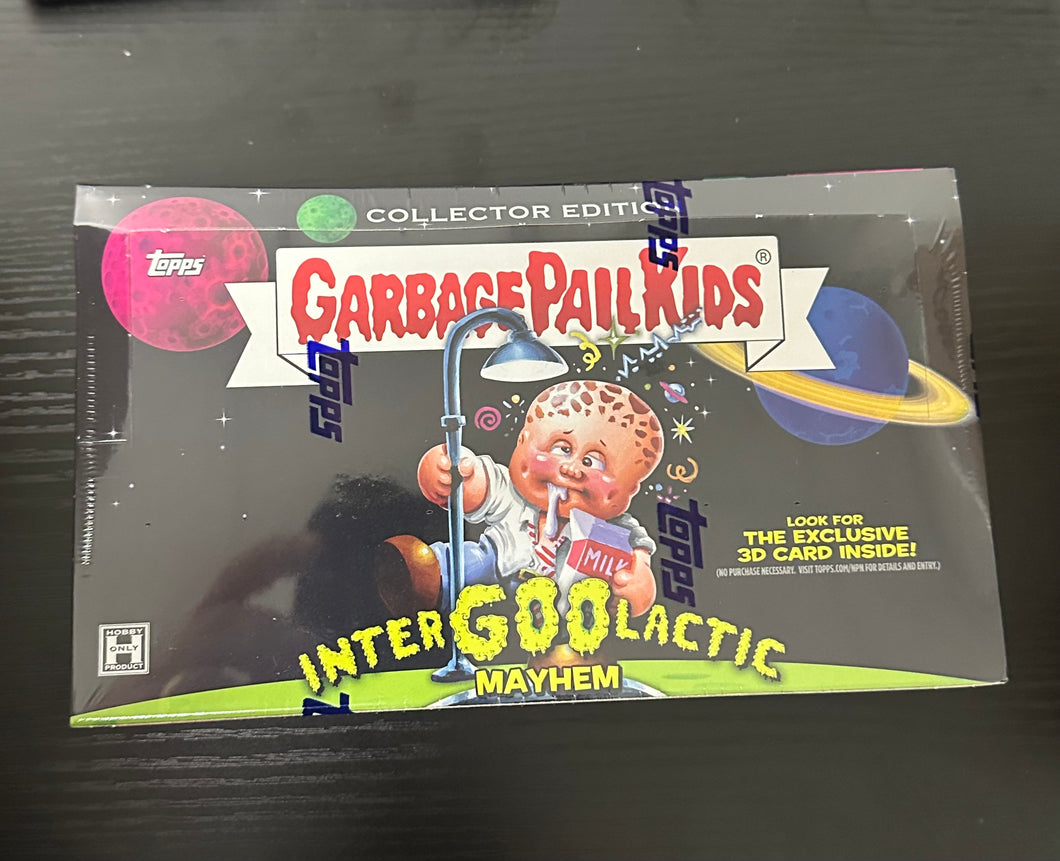 COLLECTOR EDITIO
topps
GARBAGE PAIL KIDS®
topps
topps
MILK
topps
LOOK FOR
THE EXCLUSIVE
3D CARD INSIDE!
(NO PURCHASE NECESSARY. VISIT TOPPS.COM/NPN FOR DETAILS AND ENTRY.)
HOBBY
H
ONLY
PRODUCT
INTERGOOLACTIC
MAYHEM